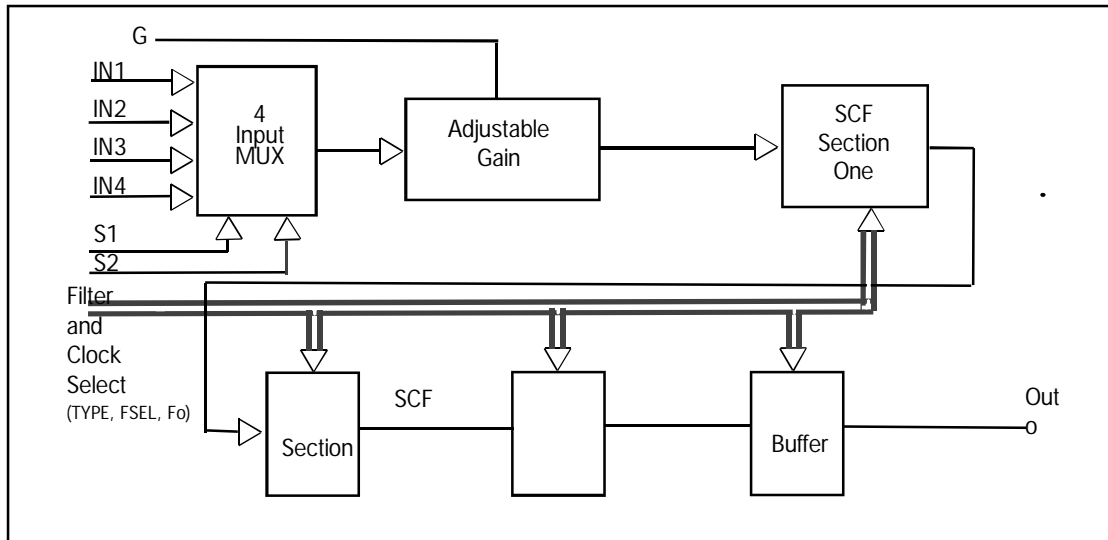 G
IN1
IN2
IN3
IN4
S1
S2
4
Input
MUX
Adjustable
Gain
SCF
Section
One
Filter
and
Clock
Select
(TYPE, FSEL, Fo)
Section
SCF
Buffer
Out
o